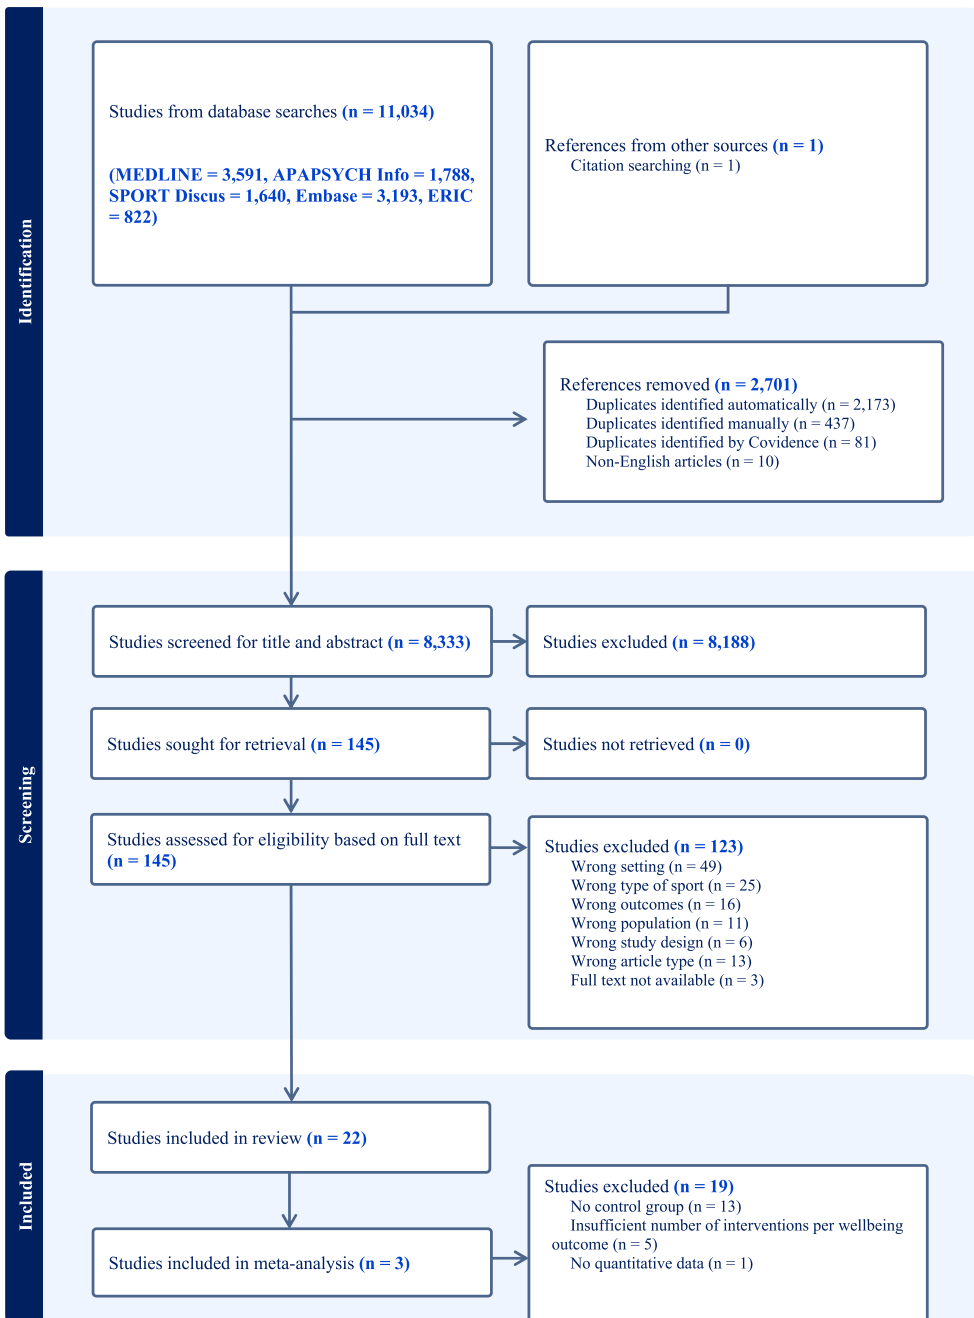 Identification
Studies from database searches (n = 11,034)
(MEDLINE = 3,591, APAPSYCH Info = 1,788,
SPORT Discus = 1,640, Embase = 3,193, ERIC
= 822)
References from other sources (n = 1)
Citation searching (n = 1)
References removed (n = 2,701)
Duplicates identified automatically (n = 2,173)
Duplicates identified manually (n = 437)
Duplicates identified by Covidence (n = 81)
Non-English articles (n = 10)
Screening
Studies screened for title and abstract (n = 8,333)
Studies excluded (n = 8,188)
Studies sought for retrieval (n = 145)
Studies not retrieved (n = 0)
Studies assessed for eligibility based on full text
(n = 145)
Studies excluded (n = 123)
Wrong setting (n = 49)
Wrong type of sport (n = 25)
Wrong outcomes (n = 16)
Wrong population (n = 11)
Wrong study design (n = 6)
Wrong article type (n = 13)
Full text not available (n = 3)
Included
Studies included in review (n = 22)
Studies included in meta-analysis (n = 3)
Studies excluded (n = 19)
No control group (n = 13)
Insufficient number of interventions per wellbeing
outcome (n = 5)
No quantitative data (n = 1)